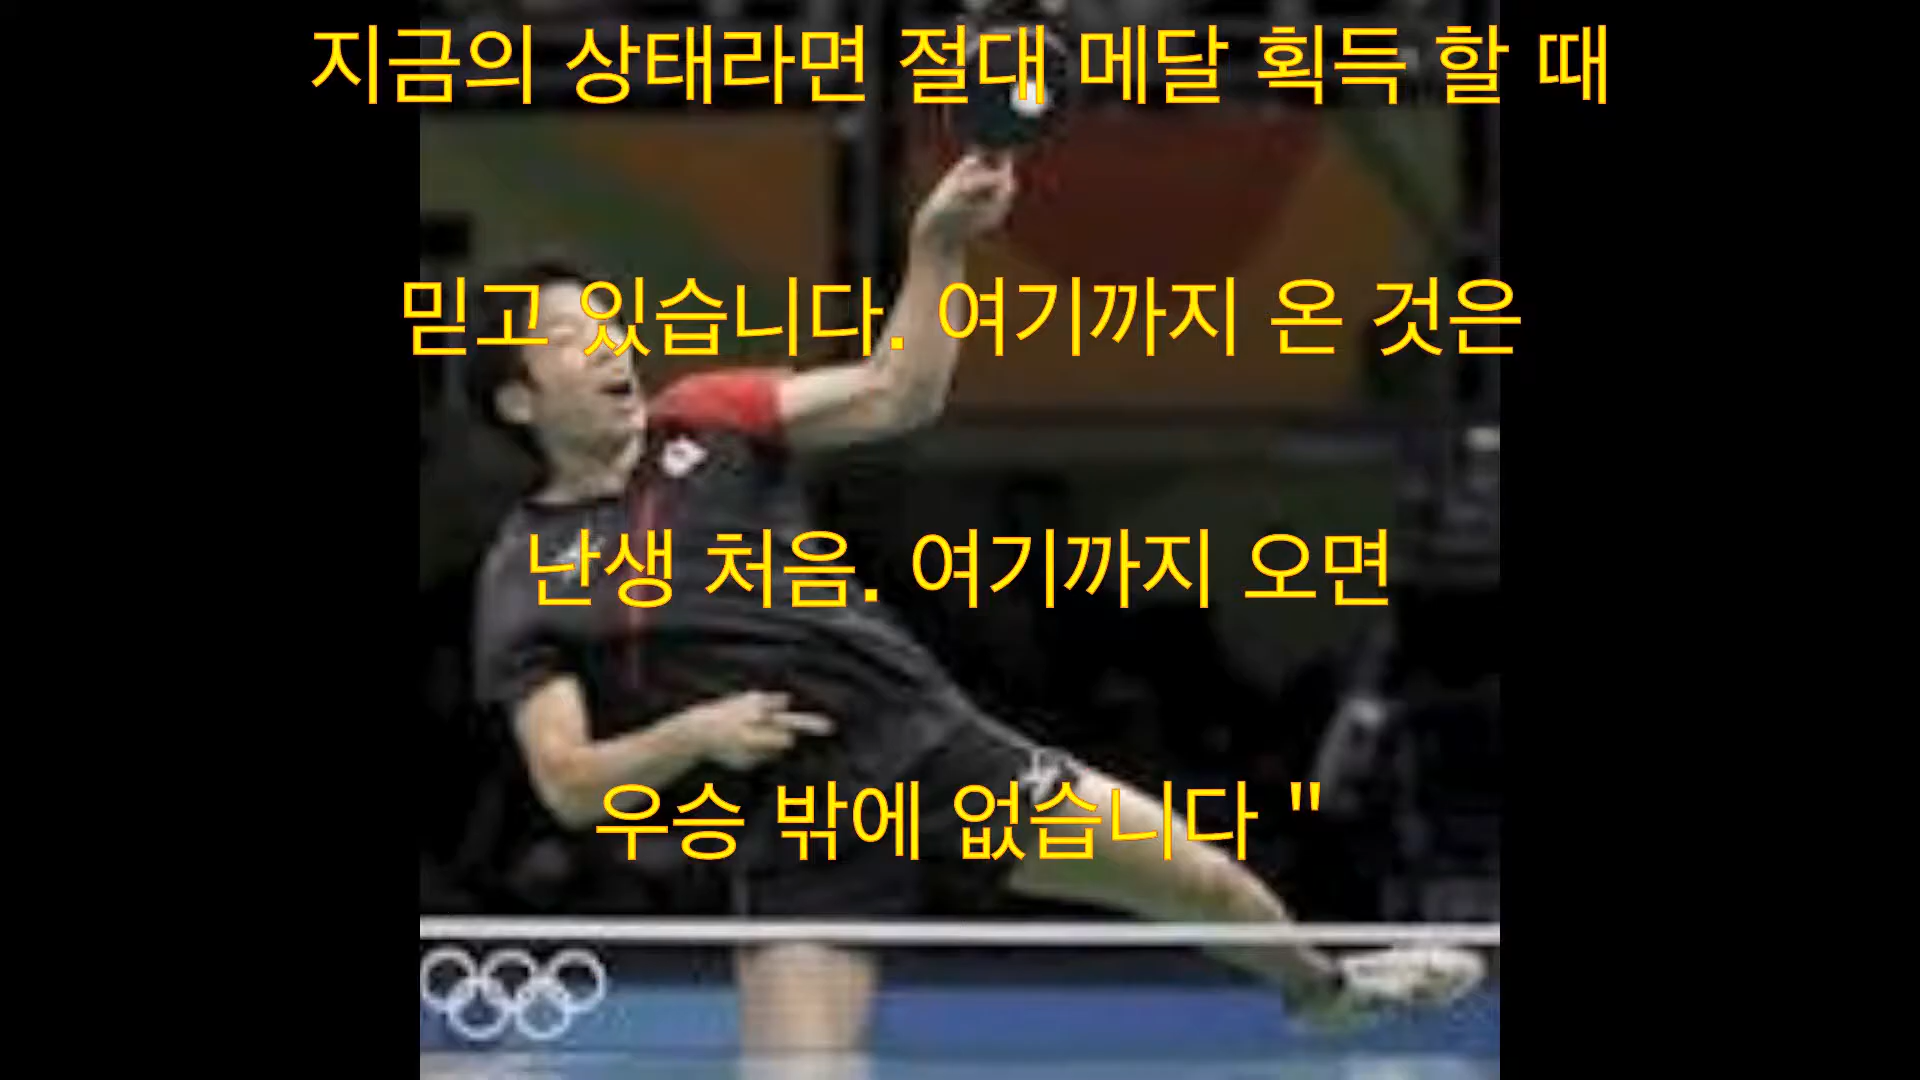 지금의 상태라면 절대 메달 획득 할 때
믿고 있습니다. 여기까지 온 것은
난생 처음. 여기까지 오면
우승 밖에 없습니다 "